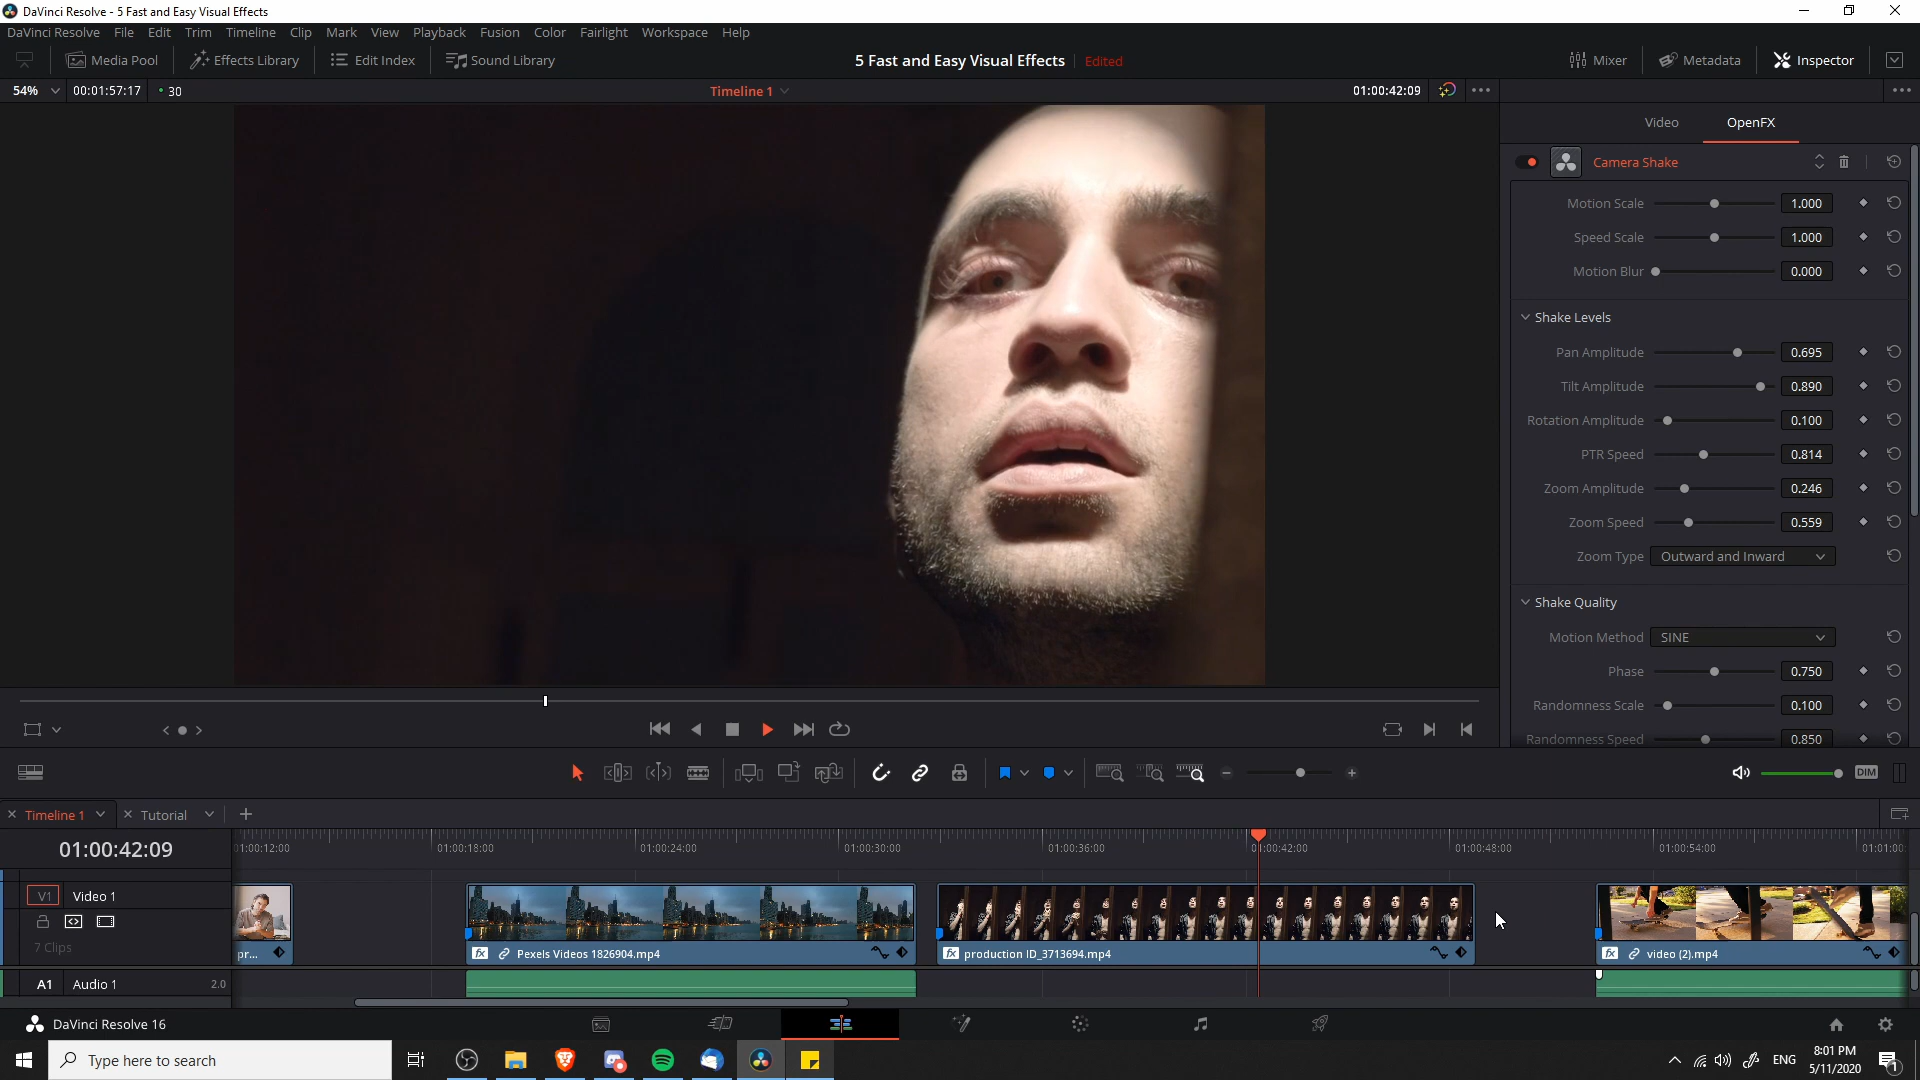 DaVinci Resolve - 5 Fast and Easy Visual Effects
DaVinci Resolve File Edit Trim Timeline Clip Mark View Playback Fusion Color Fairlight Workspace Help
Media Pool Effects Library Edit Index Sound Library 5 Fast and Easy Visual Effects Edited Mixer Metadata Inspector
54% 00:01:57:17 30 Timeline 1 01:00:42:09
Video OpenFX
Camera Shake
Motion Scale 1.000
Speed Scale 1.000
Motion Blur 0.000
Shake Levels
Pan Amplitude 0.695
Tilt Amplitude 0.890
Rotation Amplitude 0.100
PTR Speed 0.814
Zoom Amplitude 0.246
Zoom Speed 0.559
Zoom Type Outward and Inward
Shake Quality
Motion Method SINE
Phase 0.750
Randomness Scale 0.100
Randomness Speed 0.850
DIM
Timeline 1 Tutorial
01:00:42:09
01:00:12:00 01:00:18:00 01:00:24:00 01:00:30:00 01:00:36:00 01:00:42:00 01:00:48:00 01:00:54:00 01:01:00
V1 Video 1
7 Clips
pr... fx Pexels Videos 1826904.mp4 fx production ID_3713694.mp4 fx video (2).mp4
A1 Audio 1 2.0
DaVinci Resolve 16
Type here to search
ENG
8:01 PM
5/11/2020
1